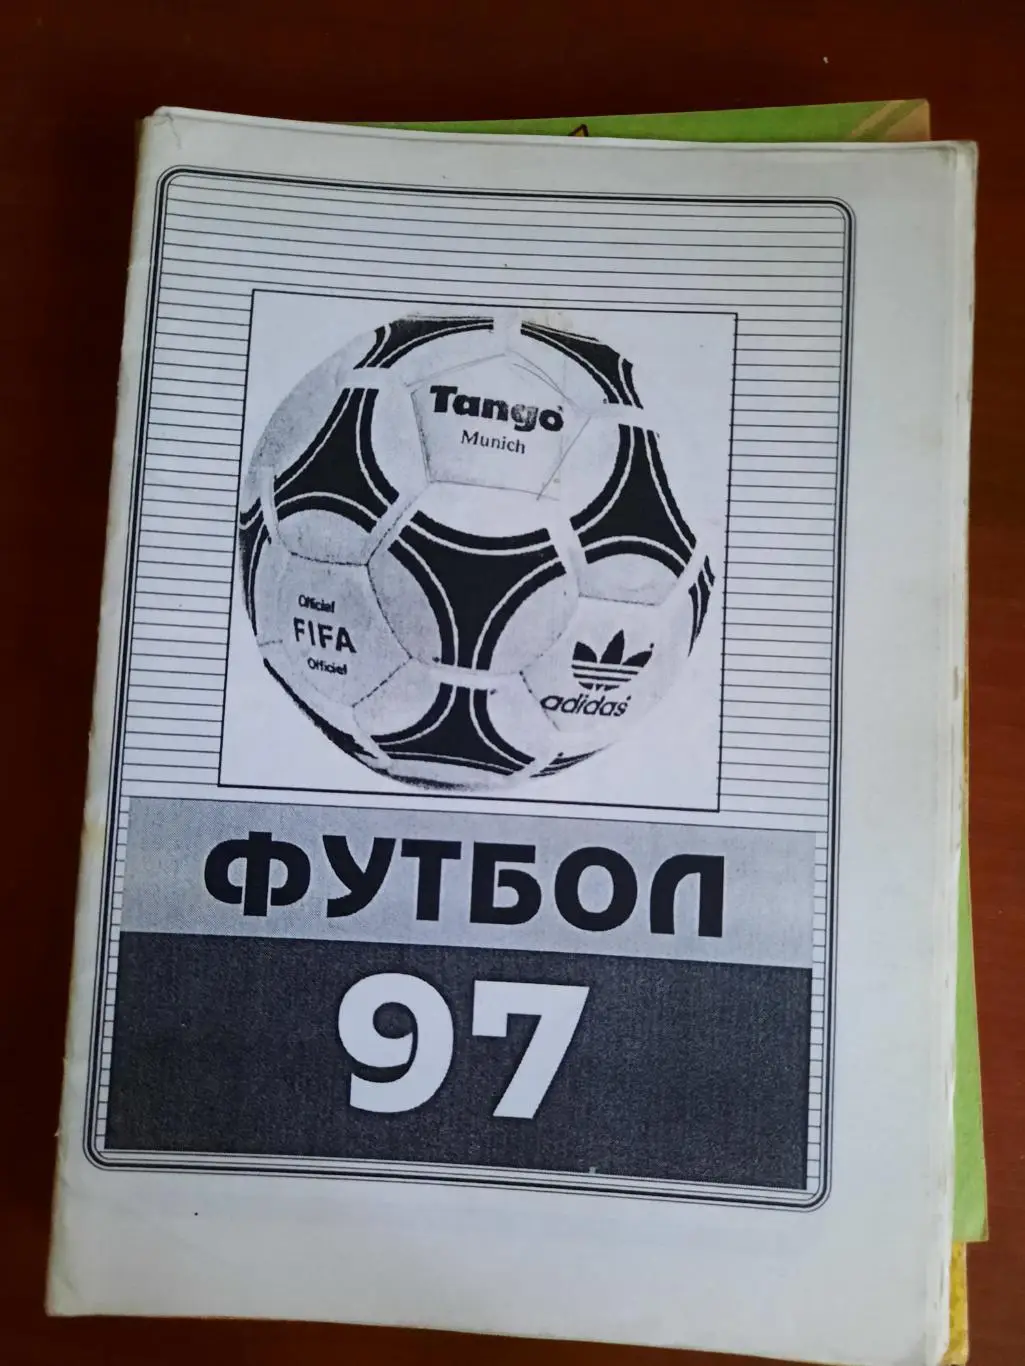 Tango
Munich
Official
FIFA
Officiel
adidas
ФУТБОЛ
97